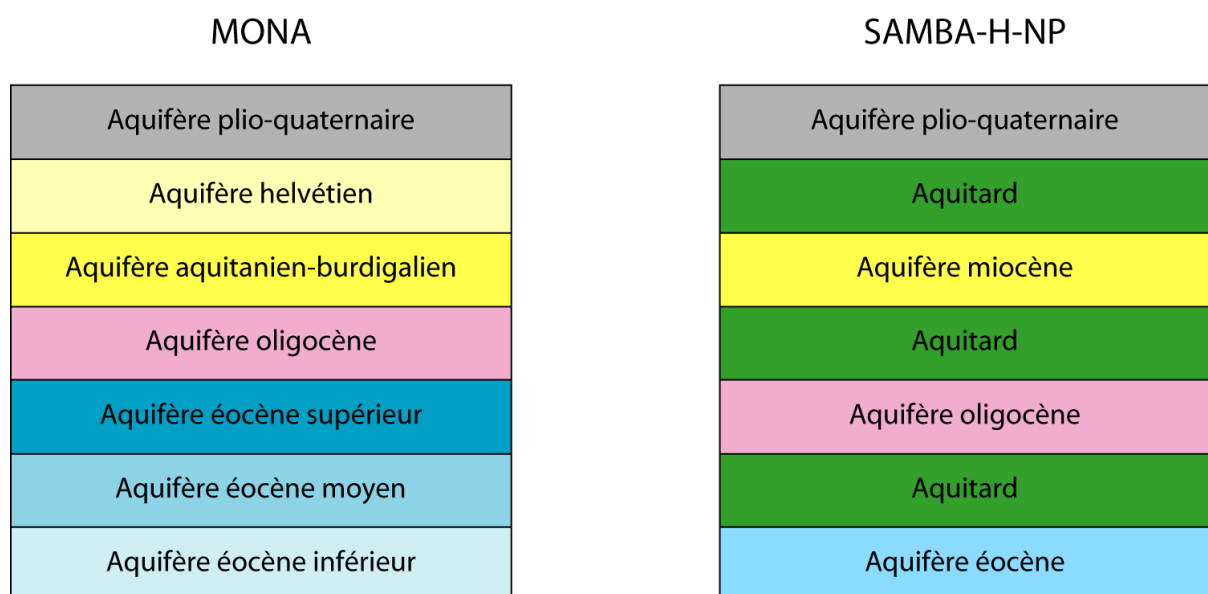 MONA
Aquifère plio-quaternaire
Aquifère helvétien
Aquifère aquitanien-burdigalien
Aquifère oligocène
Aquifère éocène supérieur
Aquifère éocène moyen
Aquifère éocène inférieur
SAMBA-H-NP
Aquifère plio-quaternaire
Aquitard
Aquifère miocène
Aquitard
Aquifère oligocène
Aquitard
Aquifère éocène